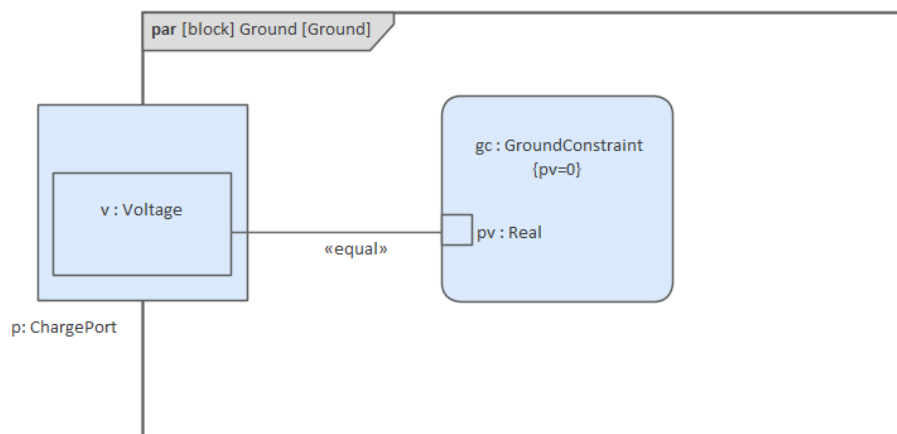 par [block] Ground [Ground]
gc : GroundConstraint
{pv=0}
v : Voltage
pv : Real
«equal»
p: ChargePort